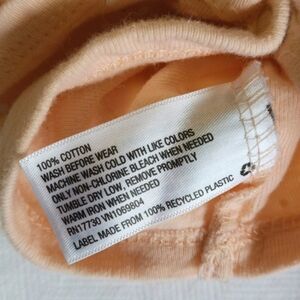 100% COTTON
WASH BEFORE WEAR
MACHINE WASH COLD WITH LIKE COLORS
ONLY NON-CHLORINE BLEACH WHEN NEEDED
TUMBLE DRY LOW, REMOVE PROMPTLY
WARM IRON WHEN NEEDED
RN17730 VN1069804
LABEL MADE FROM 100% RECYCLED PLASTIC